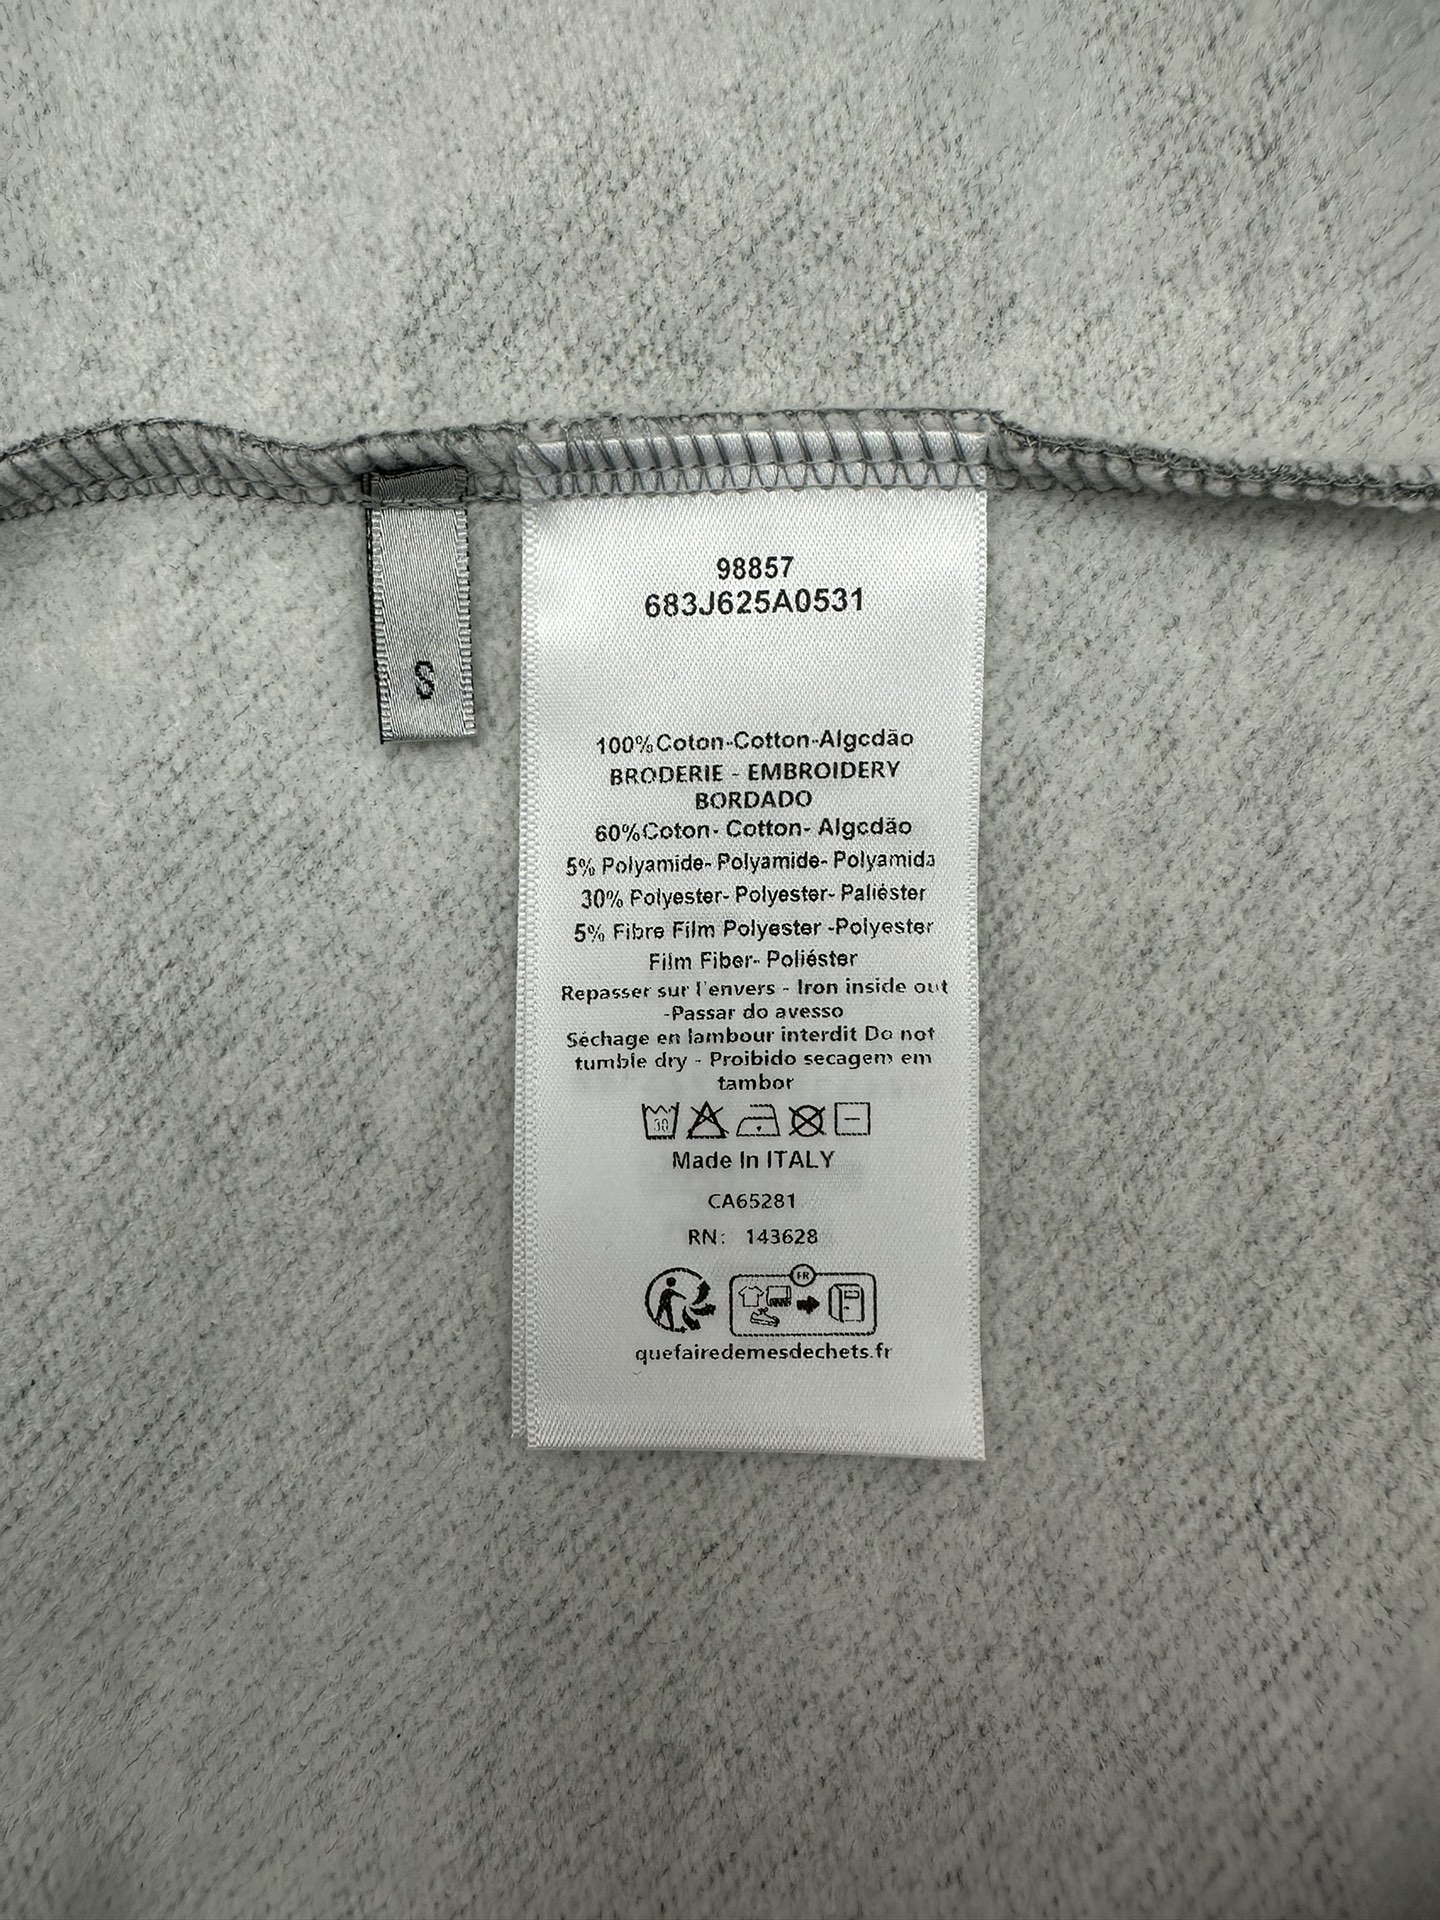 S
98857
683J625A0531
100%Coton-Cotton-Algcdão
BRODERIE - EMBROIDERY
BORDADO
60%Coton- Cotton- Algcdão
5% Polyamide- Polyamide- Polyamida
30% Polyester- Polyester- Paliéster
5% Fibre Film Polyester -Polyester
Film Fiber- Poliéster
Repasser sur l'envers - Iron inside out
-Passar do avesso
Séchage en lambour interdit Do not
tumble dry - Proibido secagem em
tambor
30
Made In ITALY
CA65281
RN: 143628
FR
quefairedemesdechets.fr